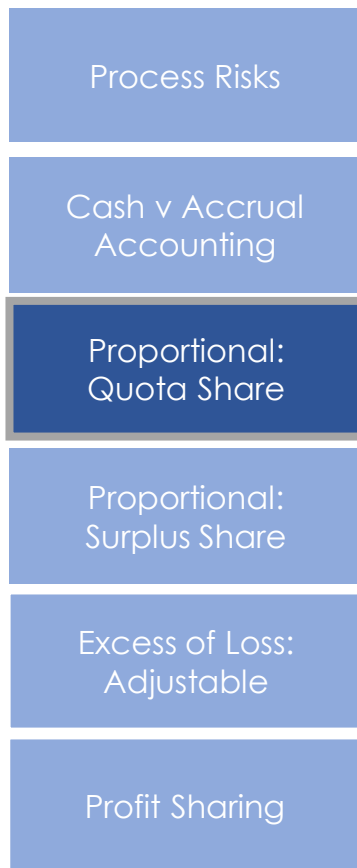 Process Risks
Cash v Accrual
Accounting
Proportional:
Quota Share
Proportional:
Surplus Share
Excess of Loss:
Adjustable
Profit Sharing